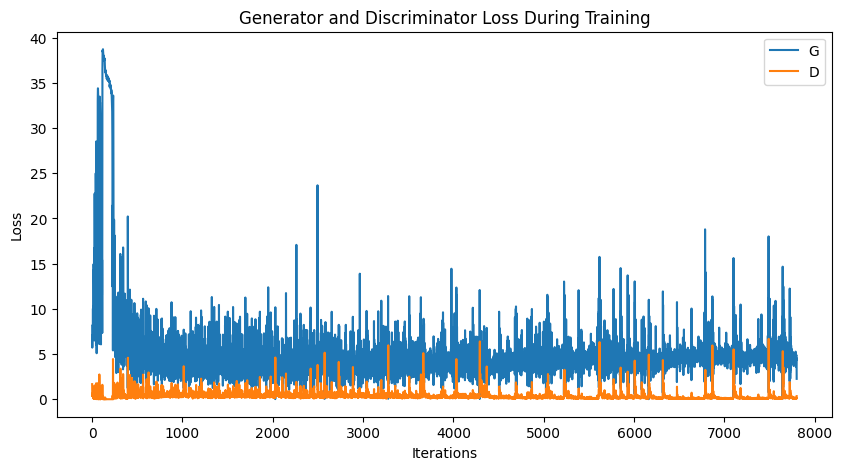 Generator and Discriminator Loss During Training
Loss
40
35
30
25
20
15
10
5
0
G
D
0 1000 2000 3000 4000 5000 6000 7000 8000
Iterations